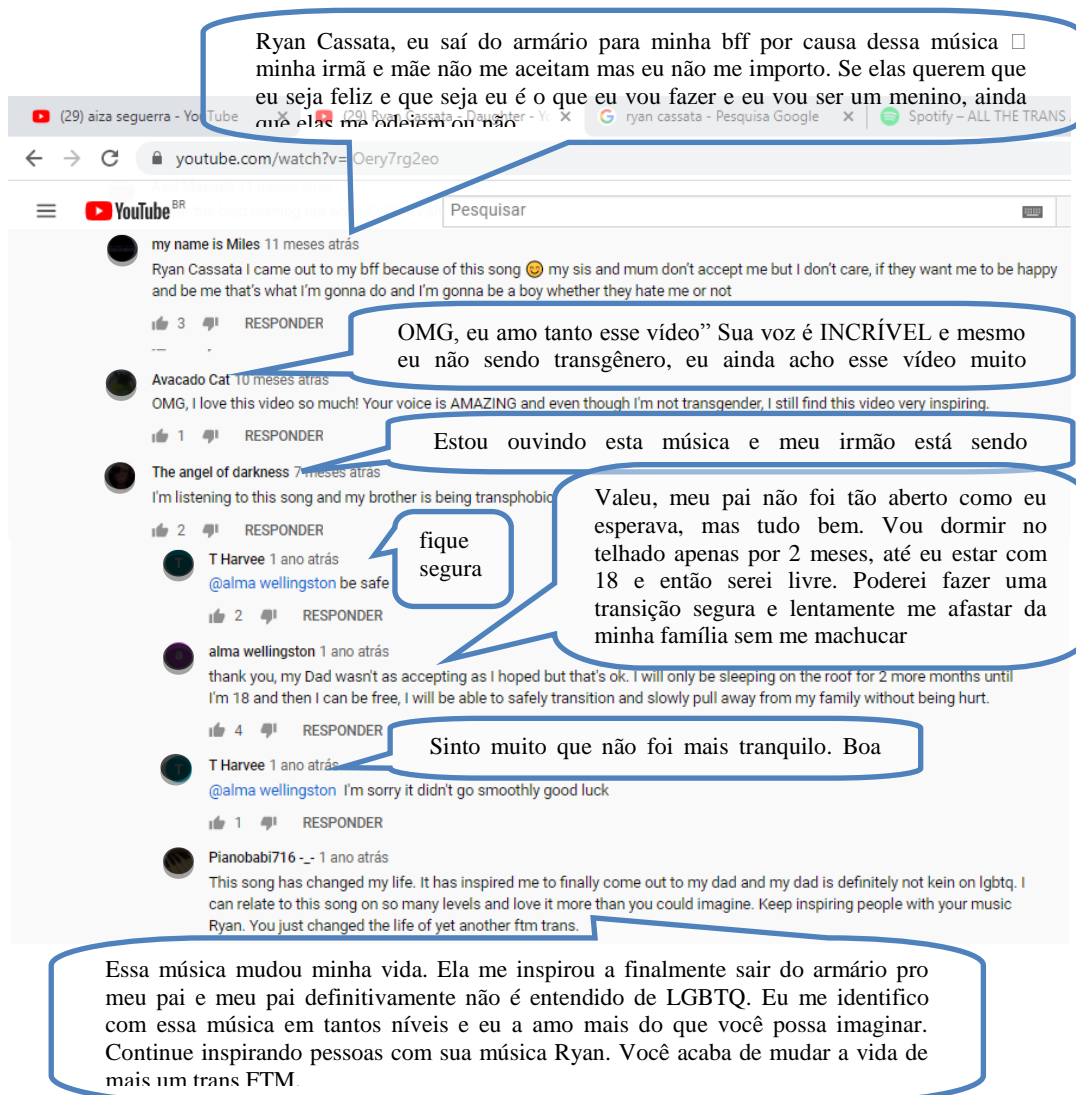 Ryan Cassata, eu saí do armário para minha bff por causa dessa música □
minha irmã e mãe não me aceitam mas eu não me importo. Se elas querem que
eu seja feliz e que seja eu é o que eu vou fazer e eu vou ser um menino, ainda
que elas me odeiem ou não
(29) aiza seguerra - YouTube
(29) Ryan Cassata - Daughter - Yo
ryan cassata - Pesquisa Google
Spotify – ALL THE TRANS
youtube.com/watch?v=Oery7rg2eo
YouTube BR
Pesquisar
my name is Miles 11 meses atrás
Ryan Cassata I came out to my bff because of this song 😊 my sis and mum don't accept me but I don't care, if they want me to be happy
and be me that's what I'm gonna do and I'm gonna be a boy whether they hate me or not
3 RESPONDER
OMG, eu amo tanto esse vídeo” Sua voz é INCRÍVEL e mesmo
eu não sendo transgênero, eu ainda acho esse vídeo muito
Avacado Cat 10 meses atrás
OMG, I love this video so much! Your voice is AMAZING and even though I'm not transgender, I still find this video very inspiring.
1 RESPONDER
Estou ouvindo esta música e meu irmão está sendo
The angel of darkness 7 meses atrás
I'm listening to this song and my brother is being transphobic
2 RESPONDER
Valeu, meu pai não foi tão aberto como eu
esperava, mas tudo bem. Vou dormir no
telhado apenas por 2 meses, até eu estar com
18 e então serei livre. Poderei fazer uma
transição segura e lentamente me afastar da
minha família sem me machucar
fique
segura
T
T Harvee 1 ano atrás
@alma wellingston be safe
2 RESPONDER
a
alma wellingston 1 ano atrás
thank you, my Dad wasn't as accepting as I hoped but that's ok. I will only be sleeping on the roof for 2 more months until
I'm 18 and then I can be free, I will be able to safely transition and slowly pull away from my family without being hurt.
4 RESPONDER
Sinto muito que não foi mais tranquilo. Boa
T
T Harvee 1 ano atrás
@alma wellingston I'm sorry it didn't go smoothly good luck
1 RESPONDER
Pianobabi716 -_- 1 ano atrás
This song has changed my life. It has inspired me to finally come out to my dad and my dad is definitely not kein on lgbtq. I
can relate to this song on so many levels and love it more than you could imagine. Keep inspiring people with your music
Ryan. You just changed the life of yet another ftm trans.
Essa música mudou minha vida. Ela me inspirou a finalmente sair do armário pro
meu pai e meu pai definitivamente não é entendido de LGBTQ. Eu me identifico
com essa música em tantos níveis e eu a amo mais do que você possa imaginar.
Continue inspirando pessoas com sua música Ryan. Você acaba de mudar a vida de
mais um trans FTM.